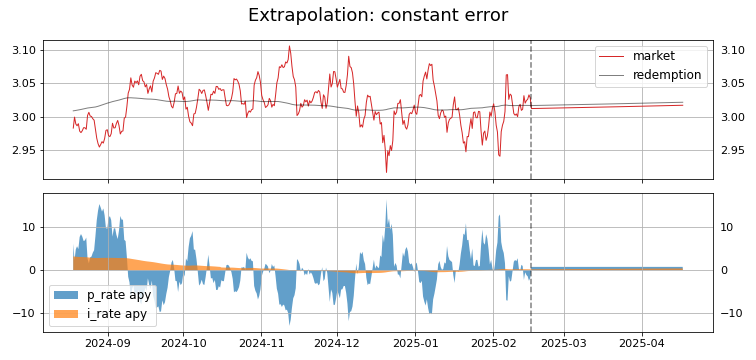 Extrapolation: constant error
3.10
3.05
3.00
2.95
market
redemption
3.10
3.05
3.00
2.95
10
0
−10
p_rate apy
i_rate apy
10
0
−10
2024-09 2024-10 2024-11 2024-12 2025-01 2025-02 2025-03 2025-04